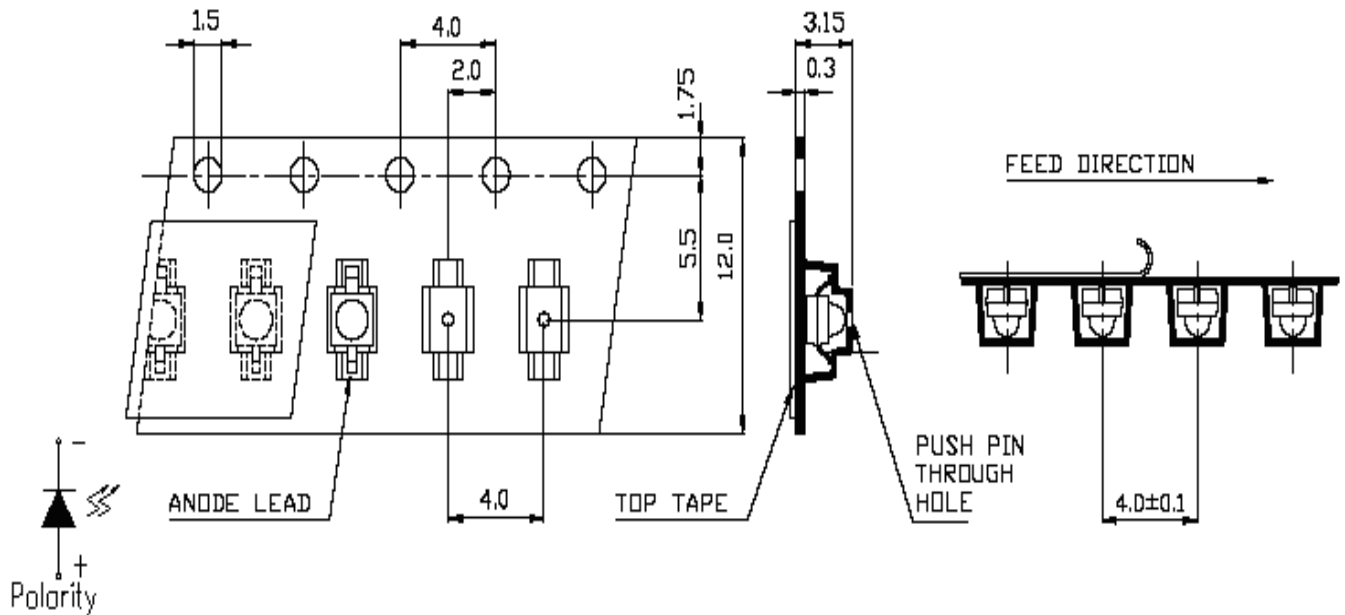 1.5
4.0
3.15
2.0
0.3
1.75
FEED DIRECTION
5.5
12.0
PUSH PIN
THROUGH
HOLE
ANODE LEAD
4.0
TOP TAPE
4.0±0.1
-
+
Polarity